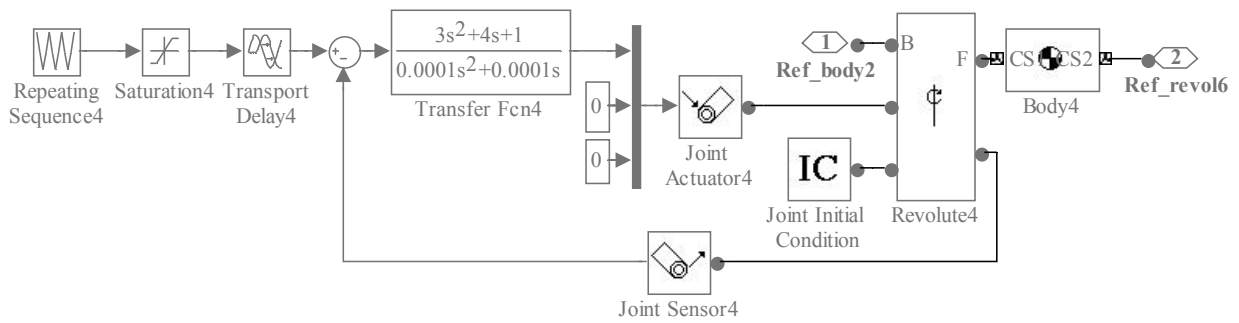 Repeating
Sequence4
Saturation4
Transport
Delay4
+
-
3s²+4s+1
0.0001s²+0.0001s
Transfer Fcn4
0
0
Joint
Actuator4
1
Ref_body2
B
F
IC
Joint Initial
Condition
Revolute4
CS
CS2
Body4
2
Ref_revol6
Joint Sensor4